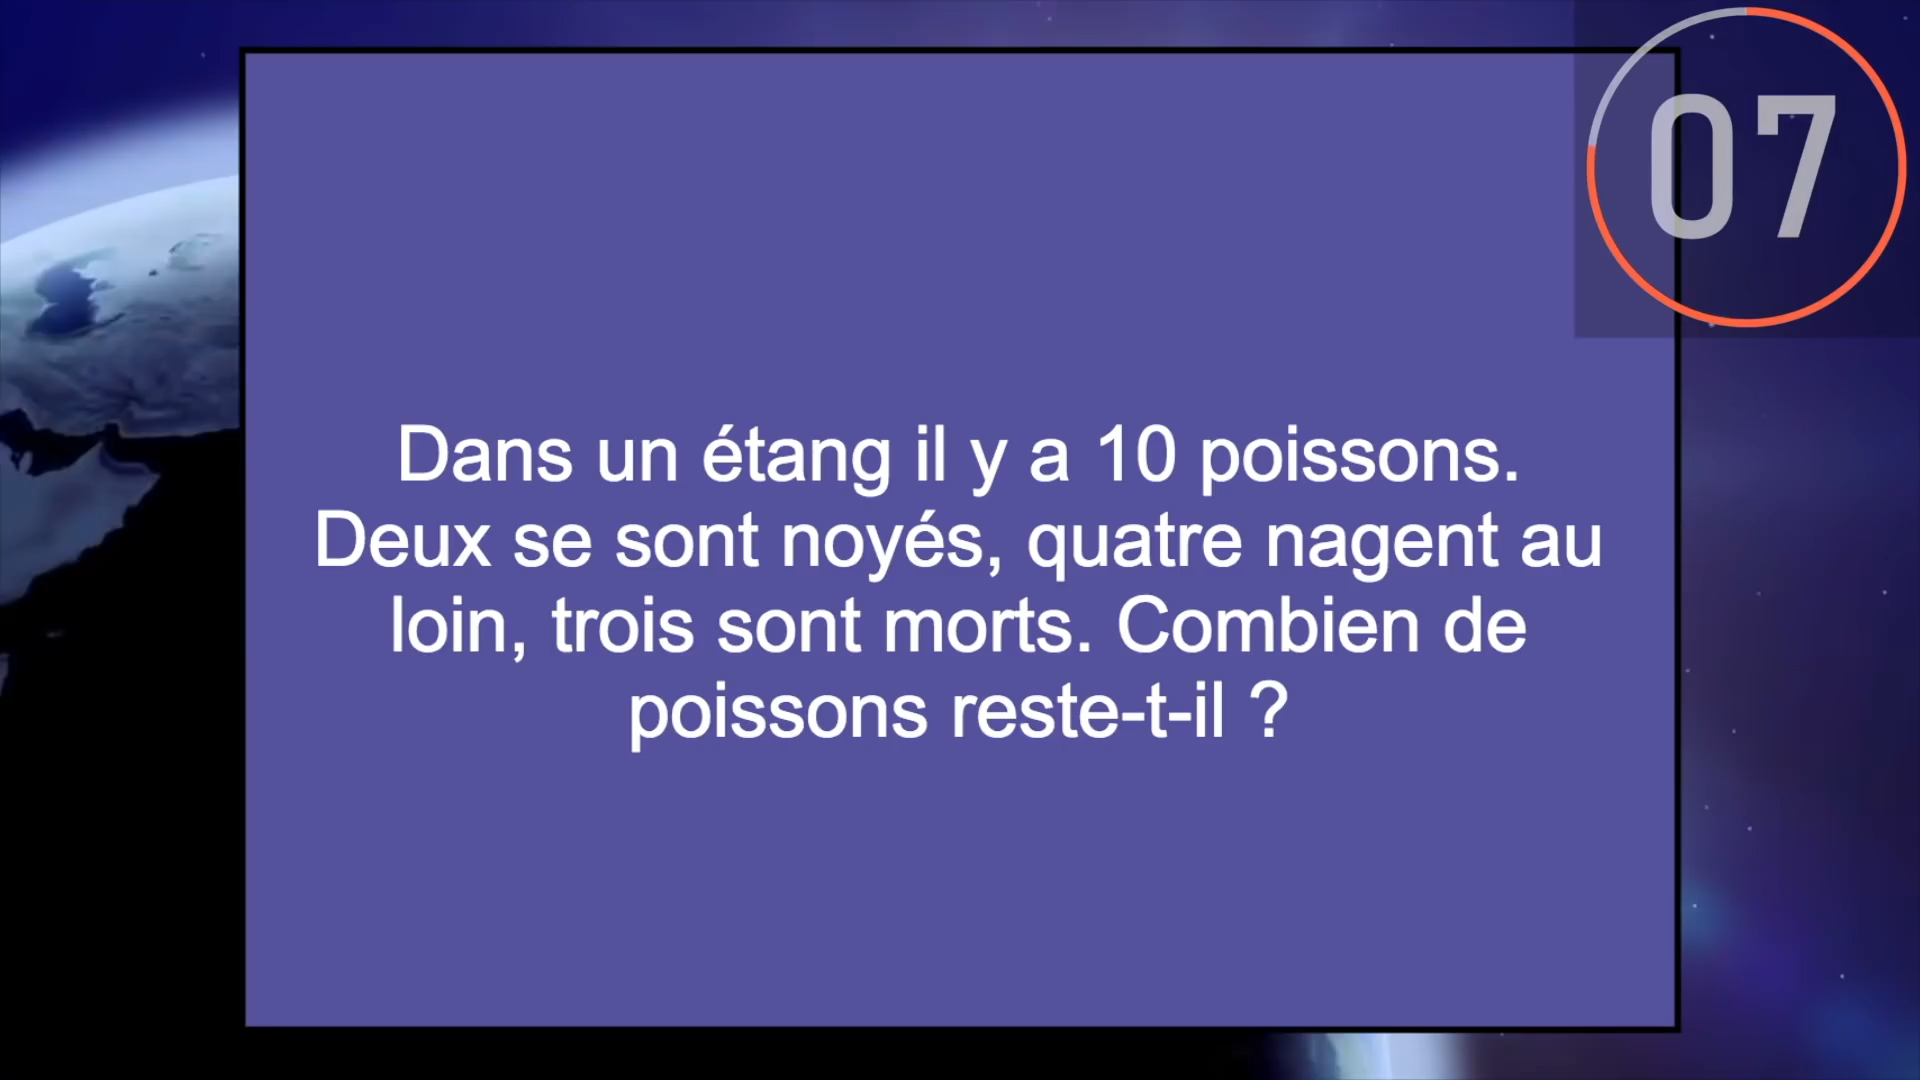 07
Dans un étang il y a 10 poissons.
Deux se sont noyés, quatre nagent au
loin, trois sont morts. Combien de
poissons reste-t-il ?